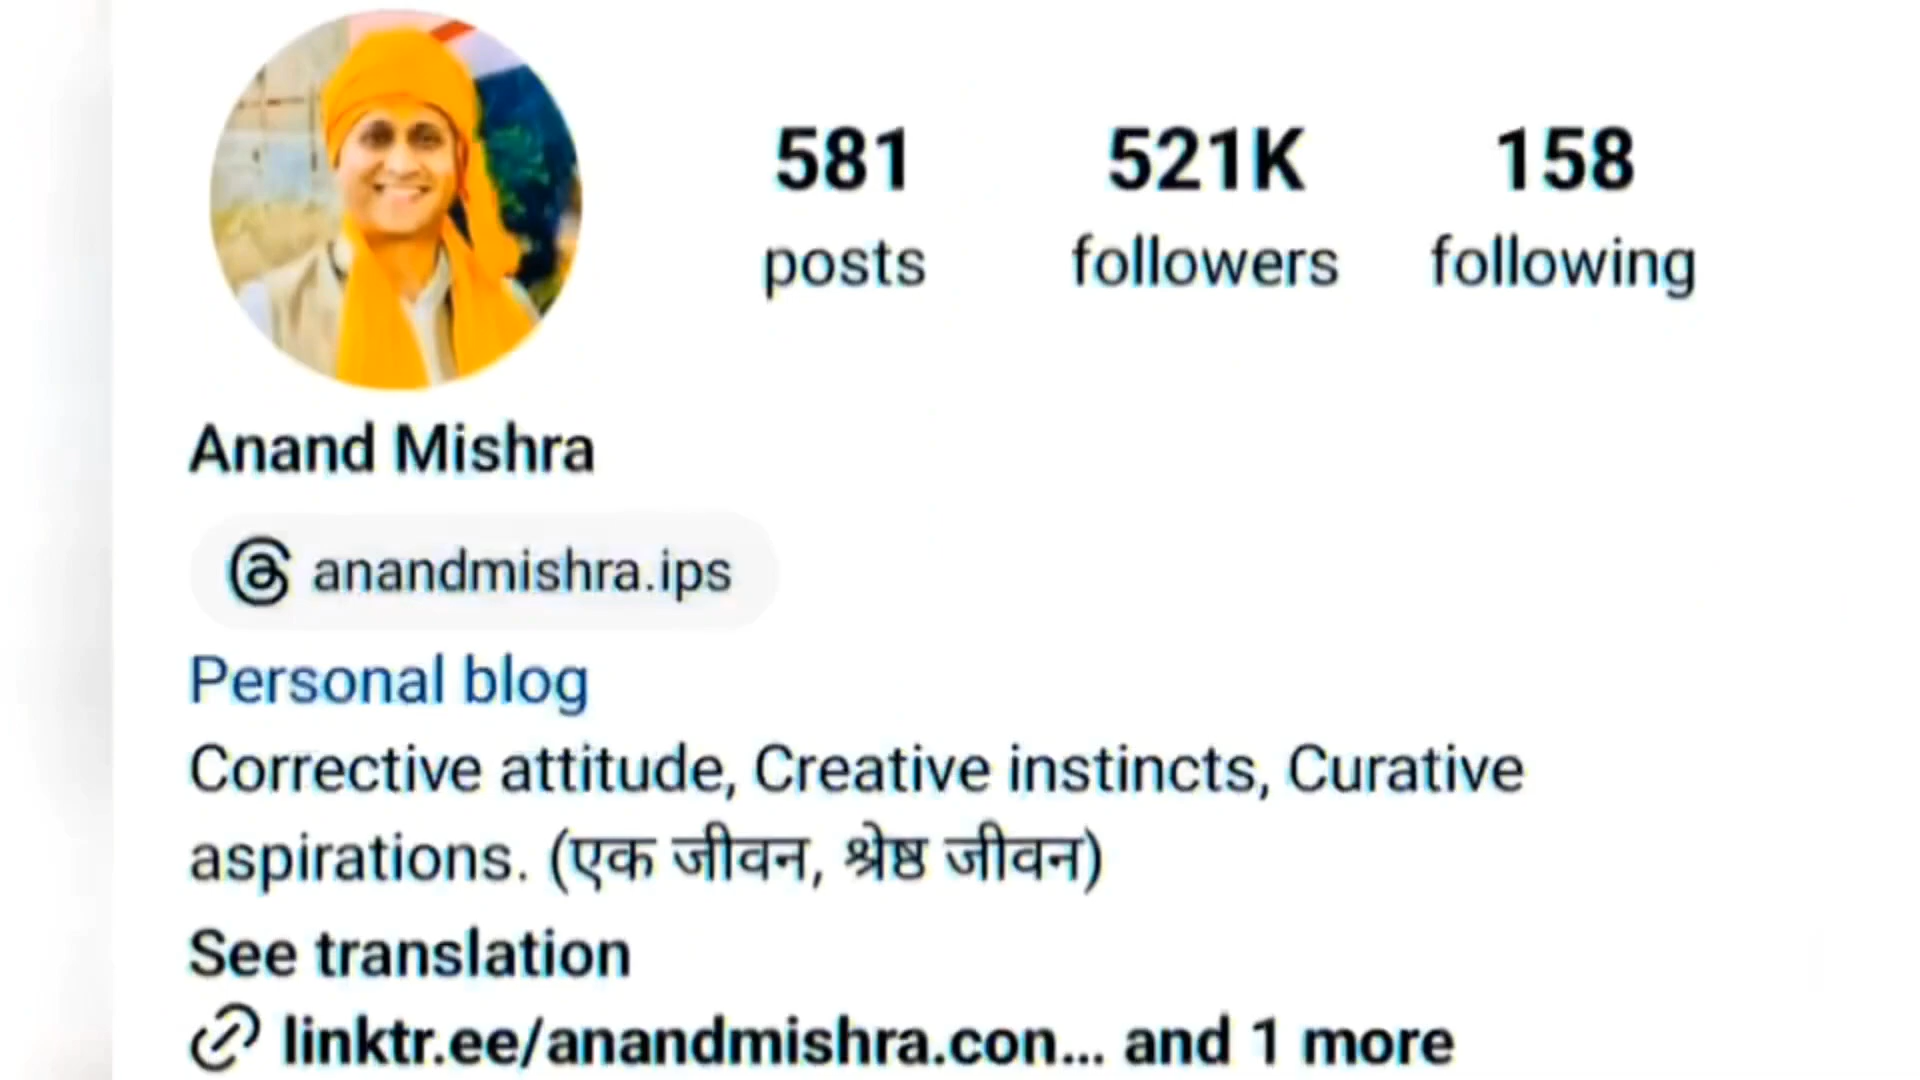 581 521K 158
posts followers following
Anand Mishra
anandmishra.ips
Personal blog
Corrective attitude, Creative instincts, Curative
aspirations. (एक जीवन, श्रेष्ठ जीवन)
See translation
linktr.ee/anandmishra.con... and 1 more